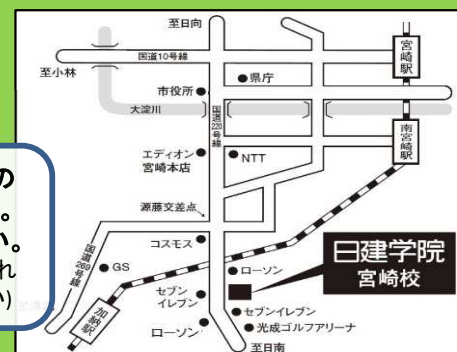 至日向
国道10号線
至小林
宮崎駅
県庁
市役所
大淀川
国道220号線
南宮崎駅
エディオン
宮崎本店
NTT
源藤交差点
国道269号線
コスモス
GS
ローソン
日建学院
宮崎校
加納駅
セブン
イレブン
ローソン
セブンイレブン
光成ゴルフアリーナ
至日南
の
。
い。
れ
い)